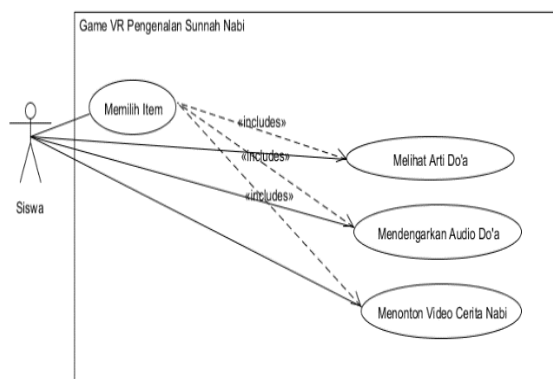 Game VR Pengenalan Sunnah Nabi
Memilih Item
«includes»
Melihat Arti Do'a
«includes»
Siswa
«includes»
Mendengarkan Audio Do'a
Menonton Video Cerita Nabi